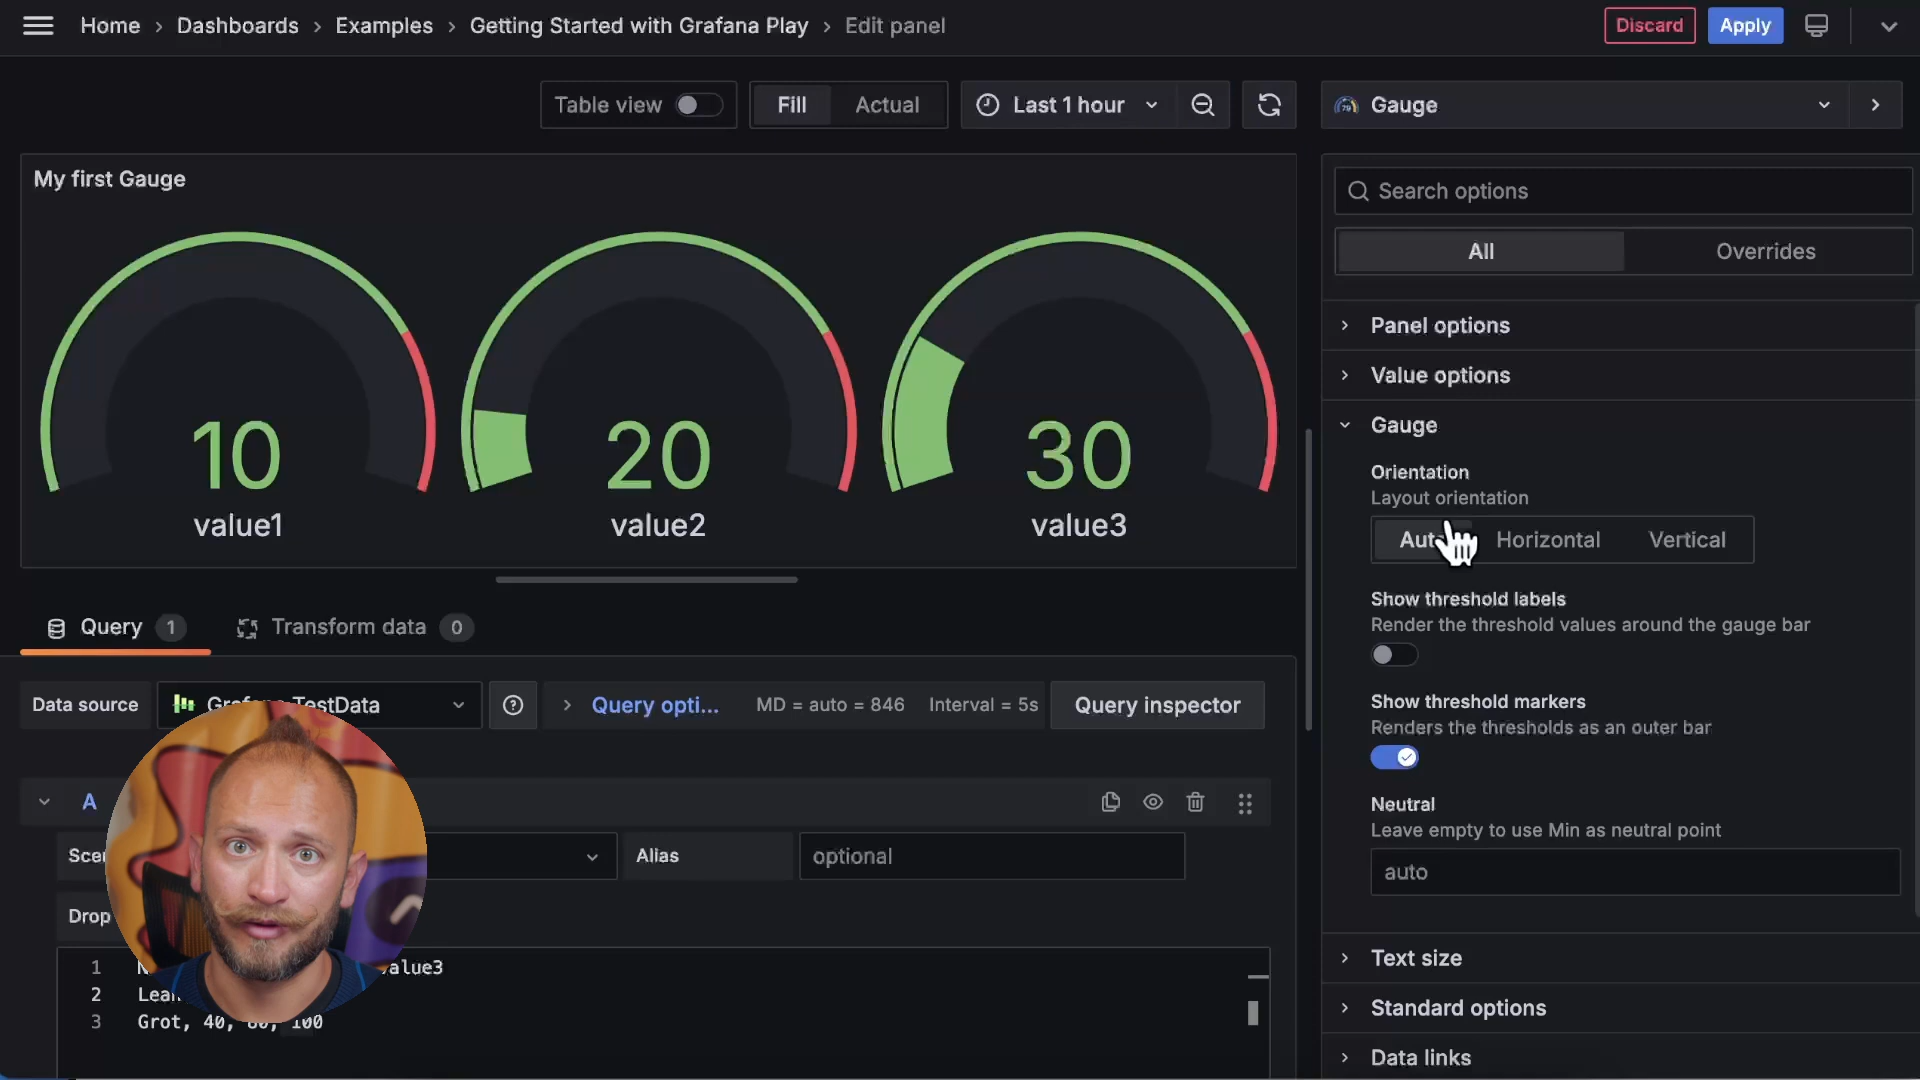 Home › Dashboards › Examples › Getting Started with Grafana Play › Edit panel
Discard
Apply
Table view
Fill
Actual
Last 1 hour
Gauge
My first Gauge
10
value1
20
value2
30
value3
Search options
All
Overrides
Panel options
Value options
Gauge
Orientation
Layout orientation
Horizontal
Vertical
Show threshold labels
Render the threshold values around the gauge bar
Show threshold markers
Renders the thresholds as an outer bar
Neutral
Leave empty to use Min as neutral point
auto
Text size
Standard options
Data links
Query 1
Transform data 0
Data source
TestData
Query opti...
MD = auto = 846
Interval = 5s
Query inspector
A
Alias
optional
Drop
1
2
3 Grot, 40, 100